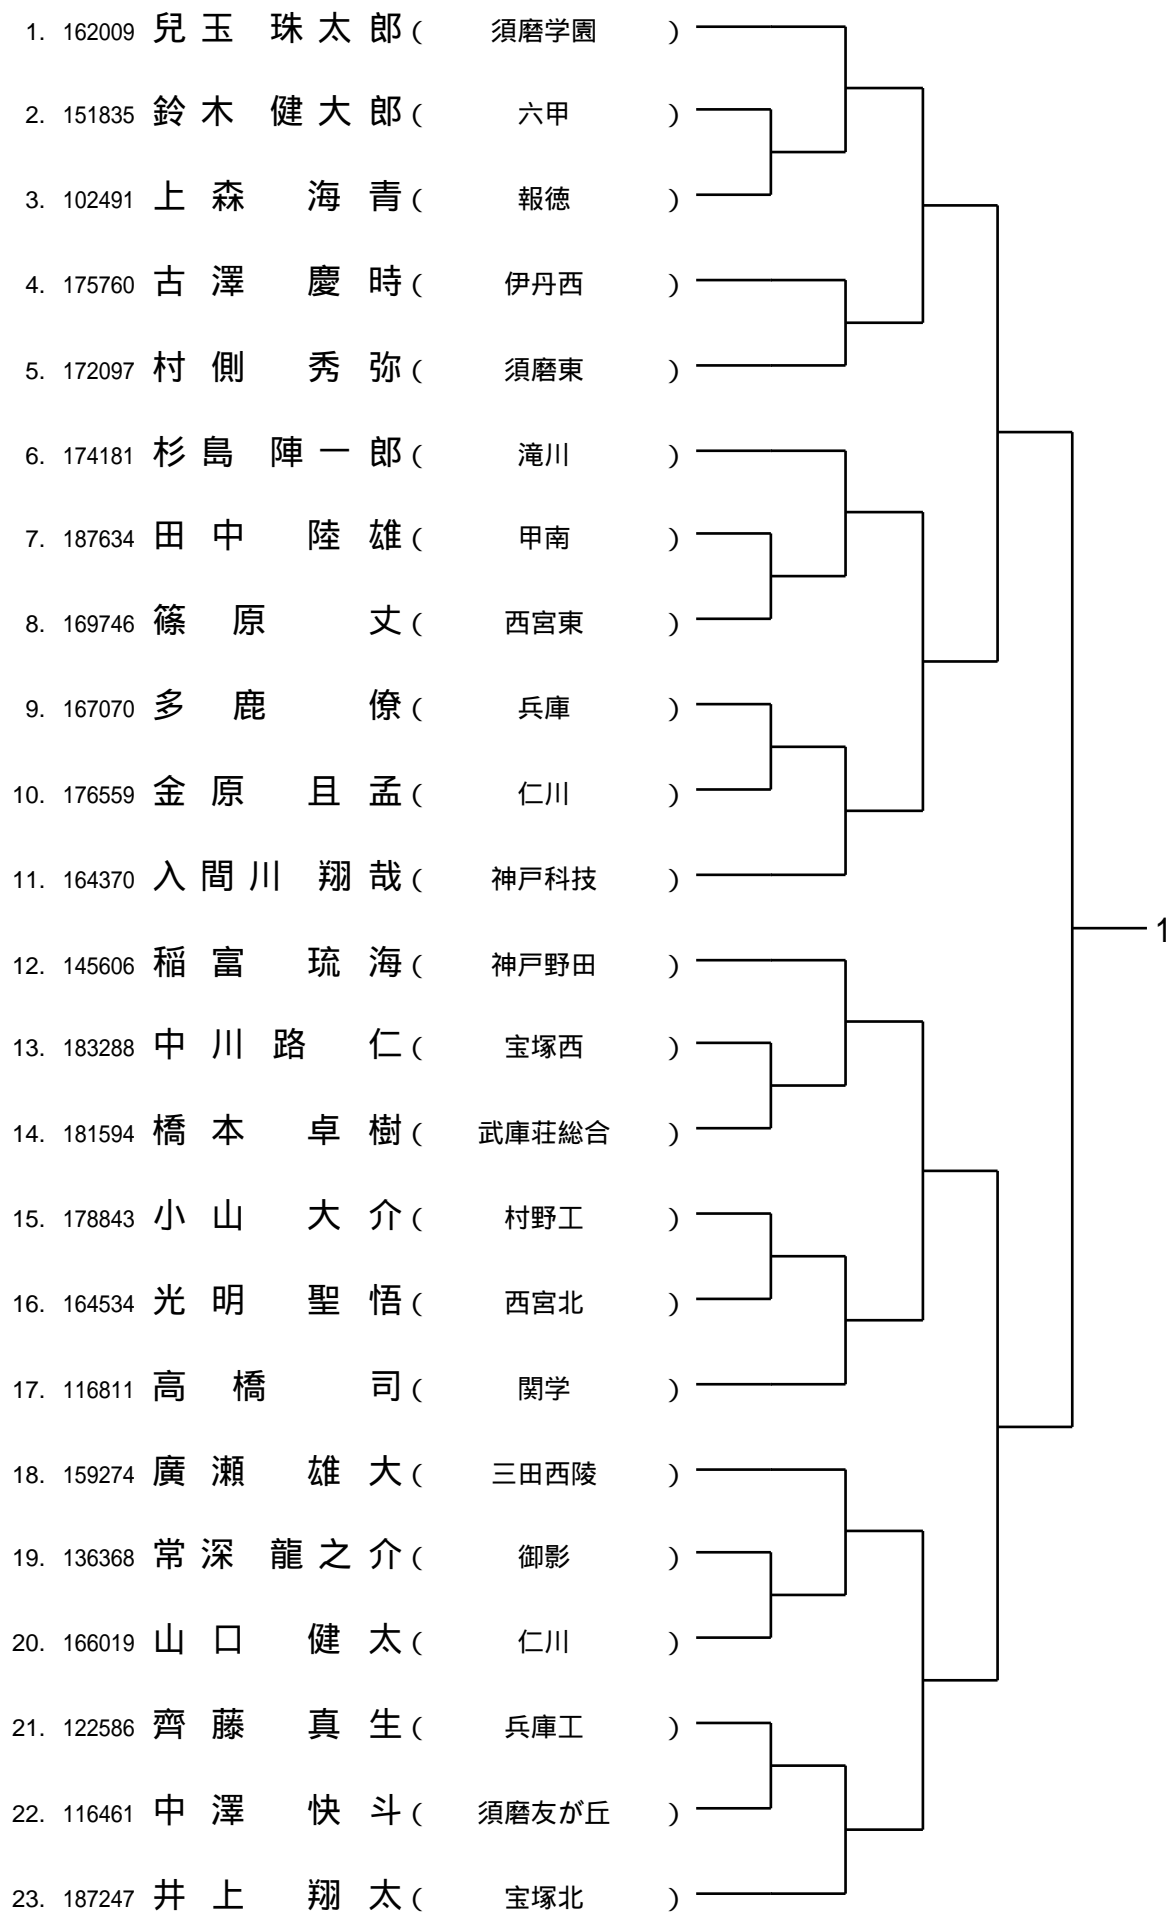 1. 162009 兒玉 珠太郎 ( 須磨学園 )
2. 151835 鈴木 健大郎 ( 六甲 )
3. 102491 上森 海青 ( 報徳 )
4. 175760 古澤 慶時 ( 伊丹西 )
5. 172097 村側 秀弥 ( 須磨東 )
6. 174181 杉島 陣一郎 ( 滝川 )
7. 187634 田中 陸雄 ( 甲南 )
8. 169746 篠原 丈 ( 西宮東 )
9. 167070 多鹿 僚 ( 兵庫 )
10. 176559 金原 且孟 ( 仁川 )
11. 164370 入間川 翔哉 ( 神戸科技 )
1
12. 145606 稲富 琉海 ( 神戸野田 )
13. 183288 中川路 仁 ( 宝塚西 )
14. 181594 橋本 卓樹 ( 武庫荘総合 )
15. 178843 小山 大介 ( 村野工 )
16. 164534 光明 聖悟 ( 西宮北 )
17. 116811 高橋 司 ( 関学 )
18. 159274 廣瀬 雄大 ( 三田西陵 )
19. 136368 常深 龍之介 ( 御影 )
20. 166019 山口 健太 ( 仁川 )
21. 122586 齊藤 真生 ( 兵庫工 )
22. 116461 中澤 快斗 ( 須磨友が丘 )
23. 187247 井上 翔太 ( 宝塚北 )